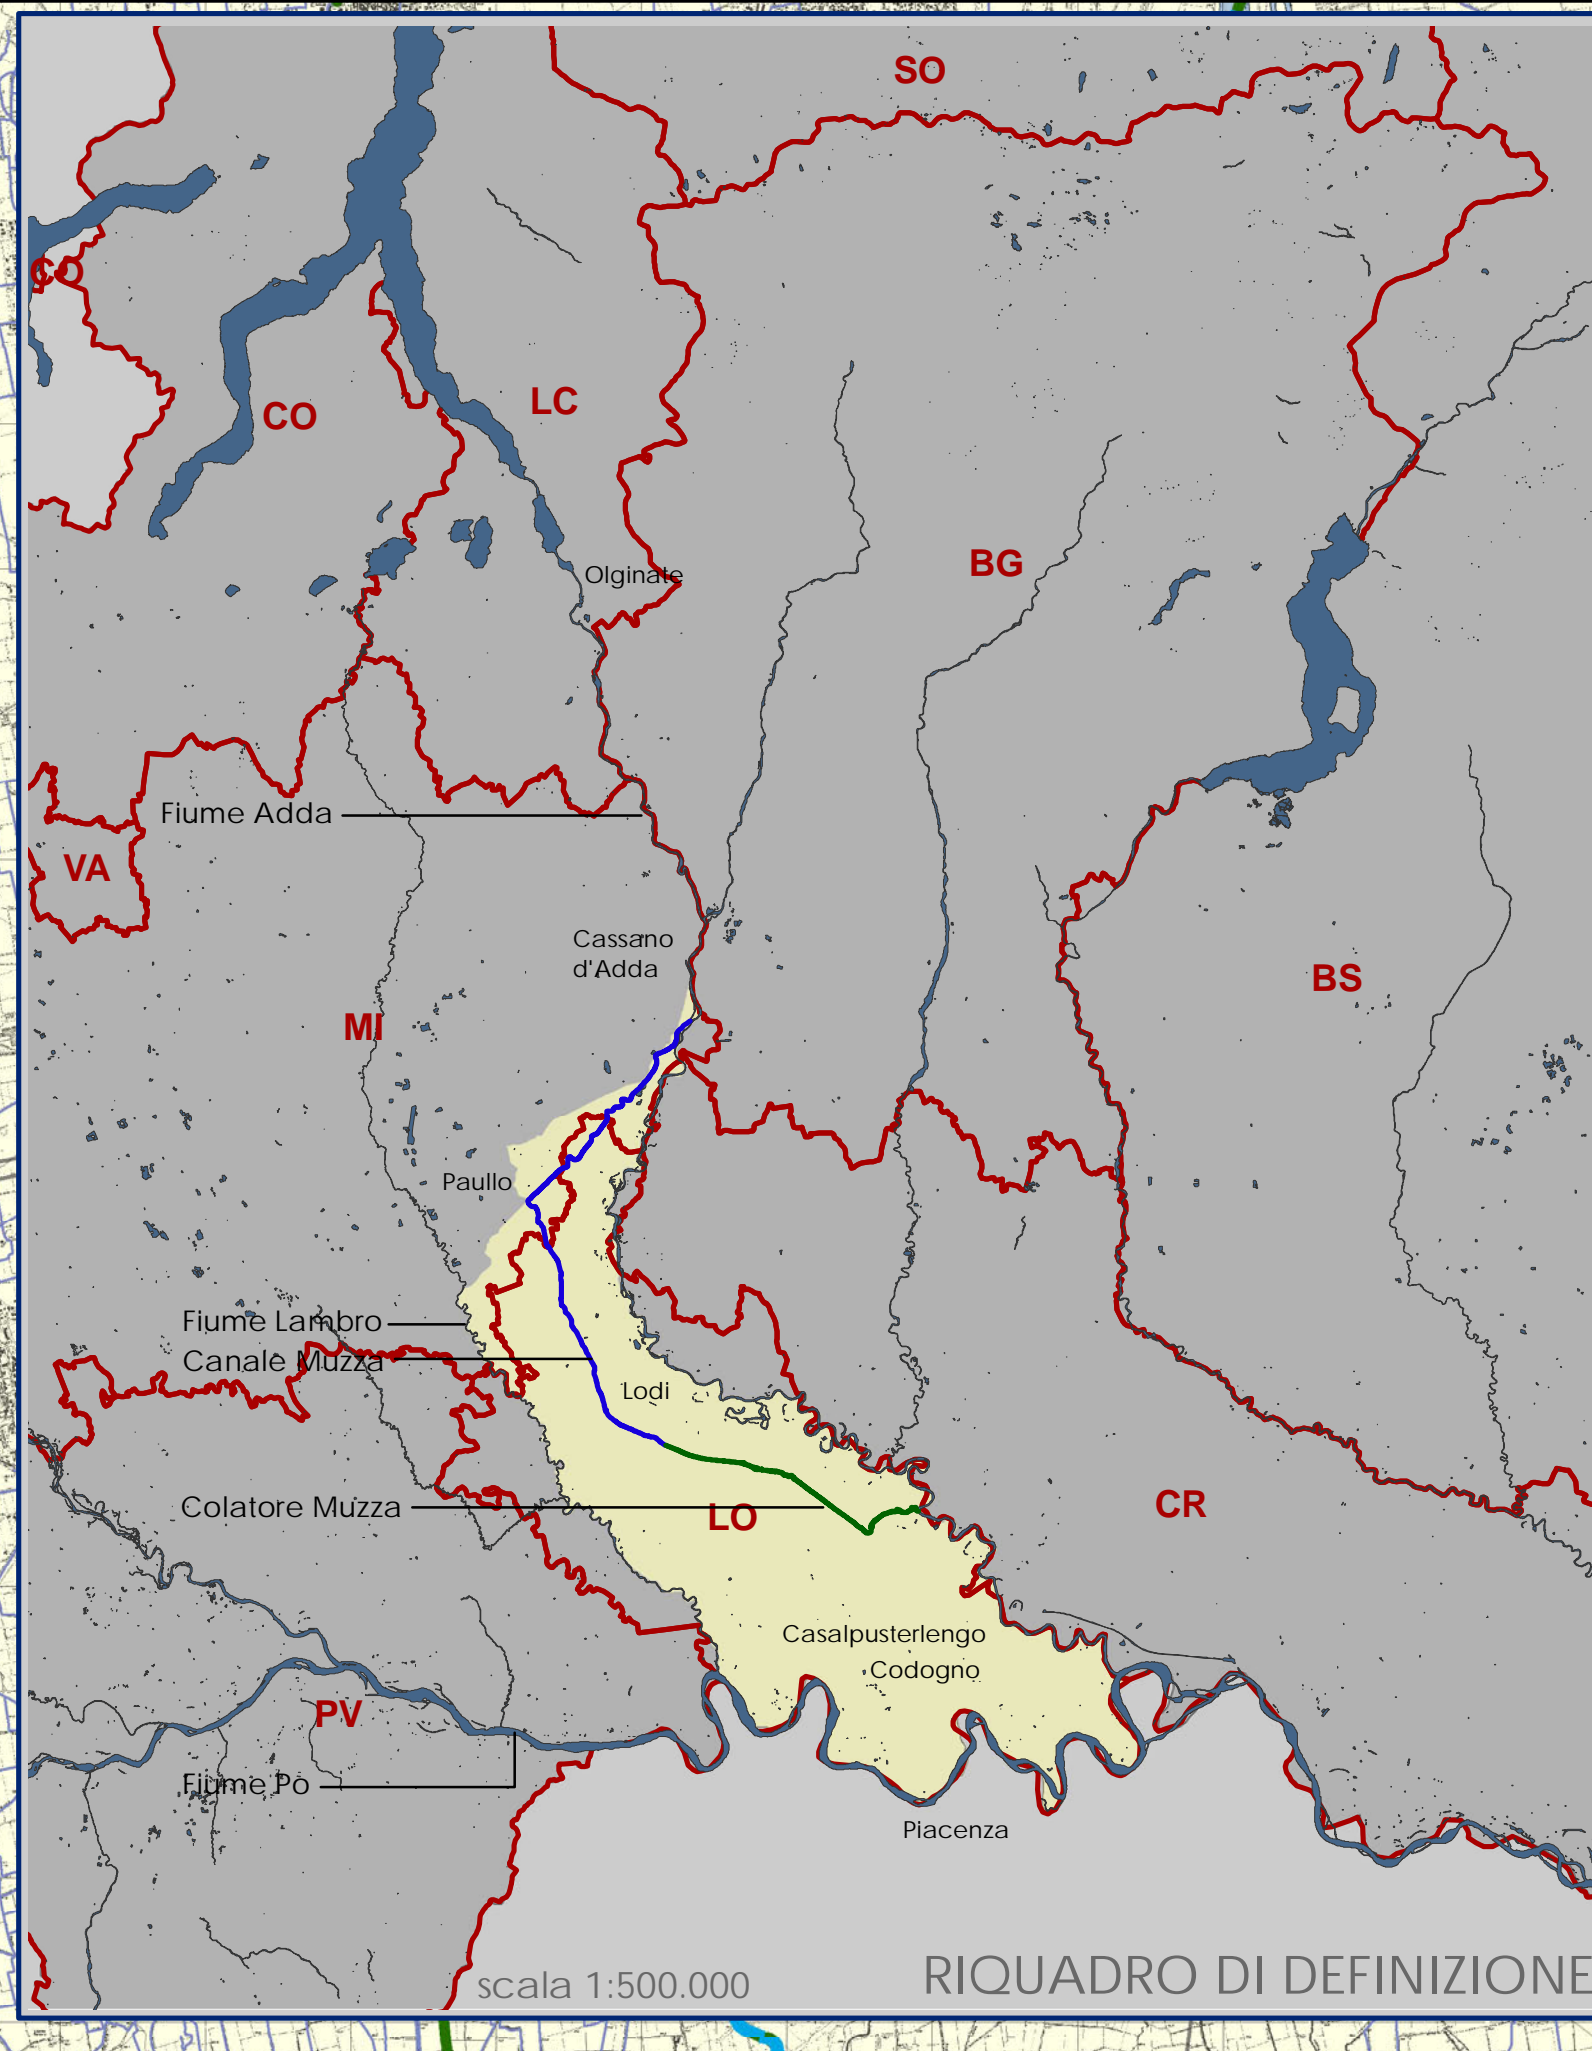 SO
CO
CO
LC
Olginate
BG
Fiume Adda
VA
Cassano
d'Adda
BS
MI
Paullo
Fiume Lambro
Canale Muzza
Lodi
Colatore Muzza
LO
CR
Casalpusterlengo
Codogno
PV
Fiume Po
Piacenza
scala 1:500.000
RIQUADRO DI DEFINIZIONE